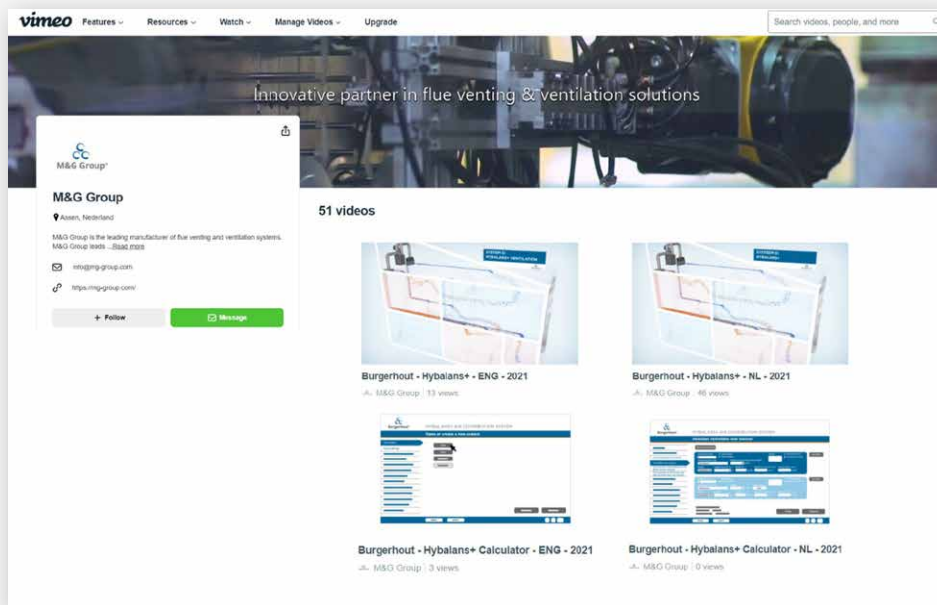 vimeo Features Resources Watch Manage Videos Upgrade
Search videos, people, and more
Innovative partner in flue venting & ventilation solutions
M&G Group
M&G Group
Assen, Nederland
M&G Group is the leading manufacturer of flue venting and ventilation systems.
M&G Group leads ...Read more
info@mg-group.com
https://mg-group.com/
+ Follow
Message
51 videos
Burgerhout - Hybalans+ - ENG - 2021
M&G Group 13 views
Burgerhout - Hybalans+ - NL - 2021
M&G Group 46 views
Burgerhout - Hybalans+ Calculator - ENG - 2021
M&G Group 3 views
Burgerhout - Hybalans+ Calculator - NL - 2021
M&G Group 0 views